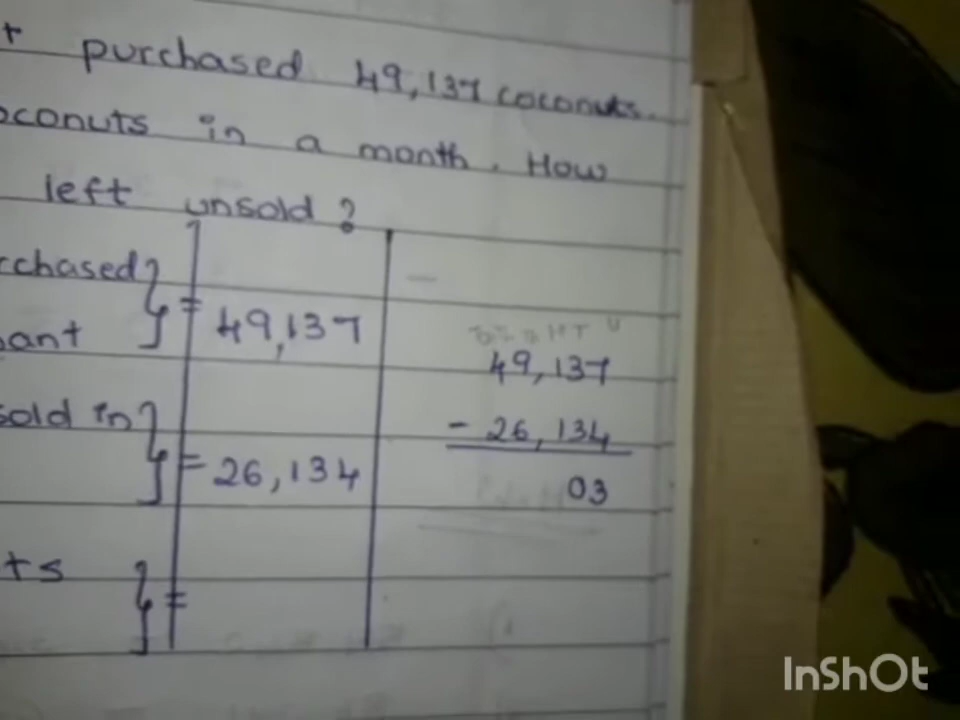 purchased 49,137 coconuts.
oconuts in a month. How
left unsold?
rchased
= 49,137
ant
49,137
sold in
- 26,134
= 26,134
03
ts
=
InShOt